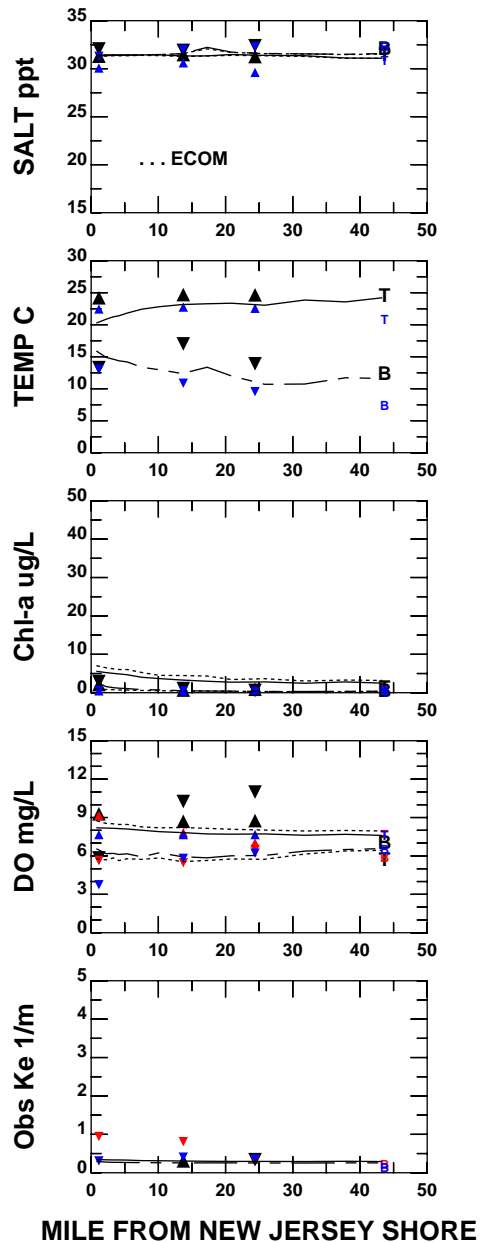 SALT ppt
35
30
25
20
15
. . . ECOM
B
B
T
0 10 20 30 40 50
TEMP C
30
25
20
15
10
5
0
T
T
B
B
0 10 20 30 40 50
Chl-a ug/L
50
40
30
20
10
0
0 10 20 30 40 50
DO mg/L
15
12
9
6
3
0
T
B
B
B
T
0 10 20 30 40 50
Obs Ke 1/m
5
4
3
2
1
0
B
B
0 10 20 30 40 50
MILE FROM NEW JERSEY SHORE